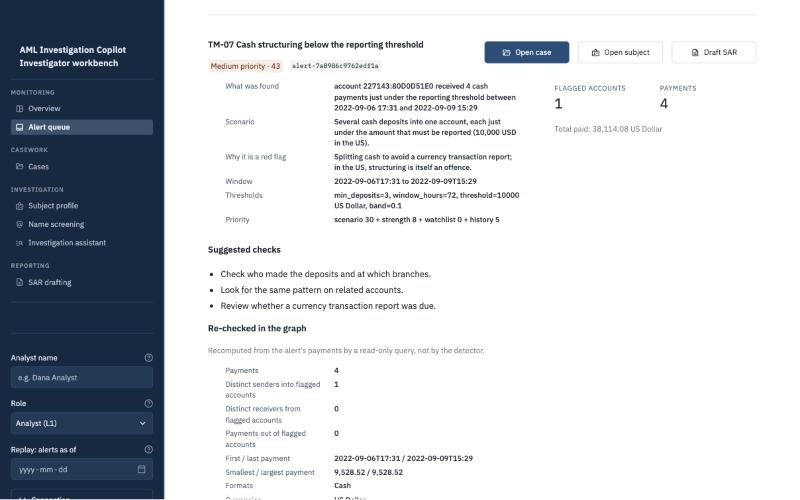 AML Investigation Copilot
Investigator workbench
MONITORING
Overview
Alert queue
CASEWORK
Cases
INVESTIGATION
Subject profile
Name screening
Investigation assistant
REPORTING
SAR drafting
Analyst name
e.g. Dana Analyst
Role
Analyst (L1)
Replay: alerts as of
yyyy-mm-dd
TM-07 Cash structuring below the reporting threshold
Open case
Open subject
Draft SAR
Medium priority · 43
What was found
account 227143:80D0D51E0 received 4 cash
payments just under the reporting threshold between
2022-09-06 17:31 and 2022-09-09 15:29
Scenario
Several cash deposits into one account, each just
under the amount that must be reported (10,000 USD
in the US).
Why it is a red flag
Splitting cash to avoid a currency transaction report;
in the US, structuring is itself an offence.
Window
2022-09-06T17:31 to 2022-09-09T15:29
Thresholds
min_deposits=3, window_hours=72, threshold=10000
US Dollar, band=0.1
Priority
scenario 30 + strength 8 + watchlist 0 + history 5
FLAGGED ACCOUNTS
1
PAYMENTS
4
Total paid: 38,114.08 US Dollar
Suggested checks
Check who made the deposits and at which branches.
Look for the same pattern on related accounts.
Review whether a currency transaction report was due.
Re-checked in the graph
Recomputed from the alert's payments by a read-only query, not by the detector.
Payments
4
Distinct senders into flagged
accounts
1
Distinct receivers from
flagged accounts
0
Payments out of flagged
accounts
0
First / last payment
2022-09-06T17:31 / 2022-09-09T15:29
Smallest / largest payment
9,528.52 / 9,528.52
Formats
Cash